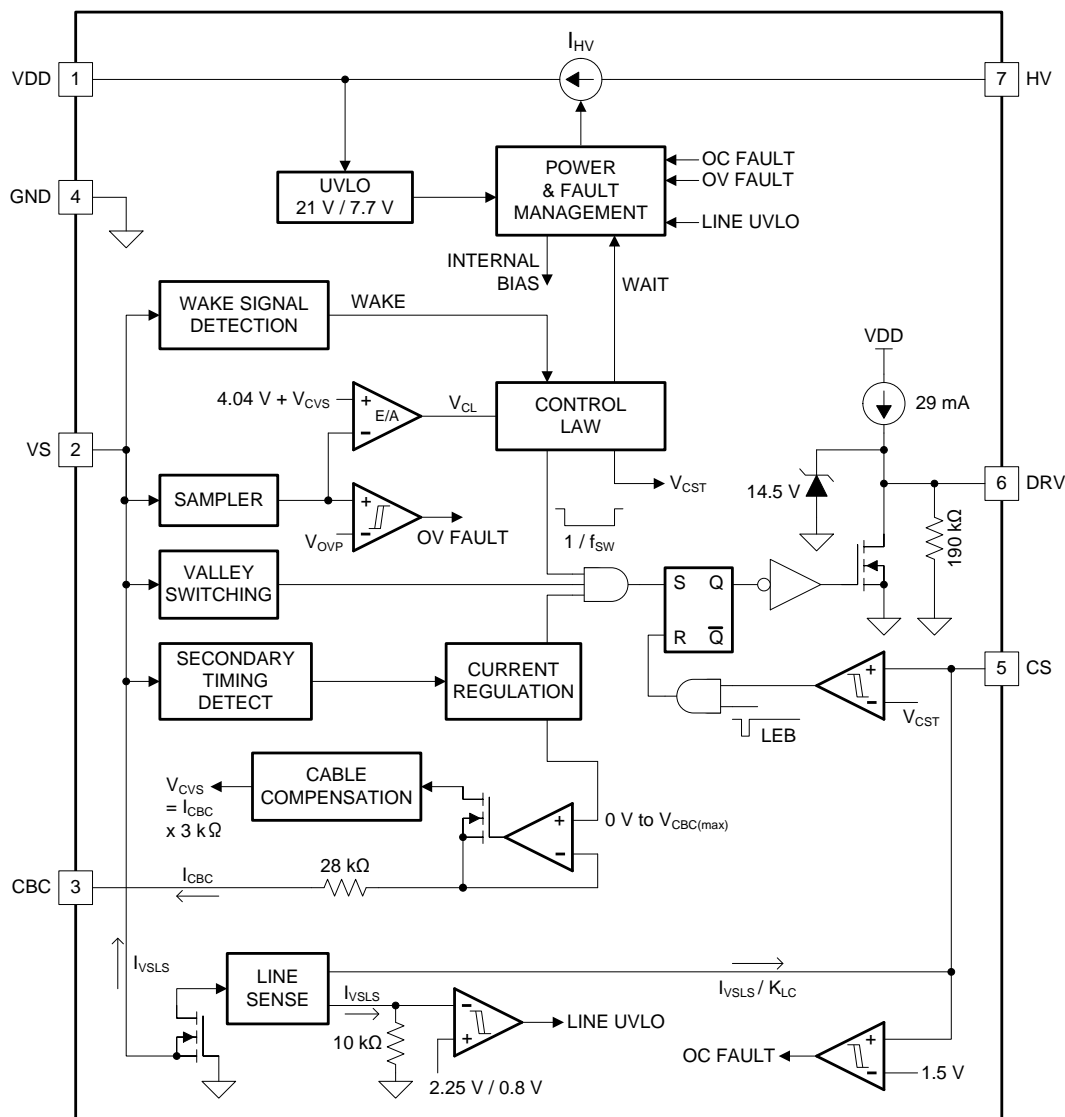 I_HV
VDD
1
7
HV
GND
4
UVLO
21 V / 7.7 V
POWER
& FAULT
MANAGEMENT
OC FAULT
OV FAULT
LINE UVLO
INTERNAL
BIAS
WAIT
WAKE SIGNAL
DETECTION
WAKE
VDD
29 mA
4.04 V + V_CVS
+
E/A
−
V_CL
CONTROL
LAW
VS
2
V_CST
14.5 V
6
DRV
SAMPLER
+
−
V_OVP
OV FAULT
1 / f_SW
190 kΩ
VALLEY
SWITCHING
S
Q
R
Q̅
SECONDARY
TIMING
DETECT
CURRENT
REGULATION
+
−
5
CS
V_CST
LEB
V_CVS
= I_CBC
x 3 kΩ
CABLE
COMPENSATION
+
−
0 V to V_CBC(max)
CBC
3
I_CBC
28 kΩ
I_VSLS
LINE
SENSE
I_VSLS
I_VSLS / K_LC
10 kΩ
−
+
LINE UVLO
2.25 V / 0.8 V
OC FAULT
+
−
1.5 V